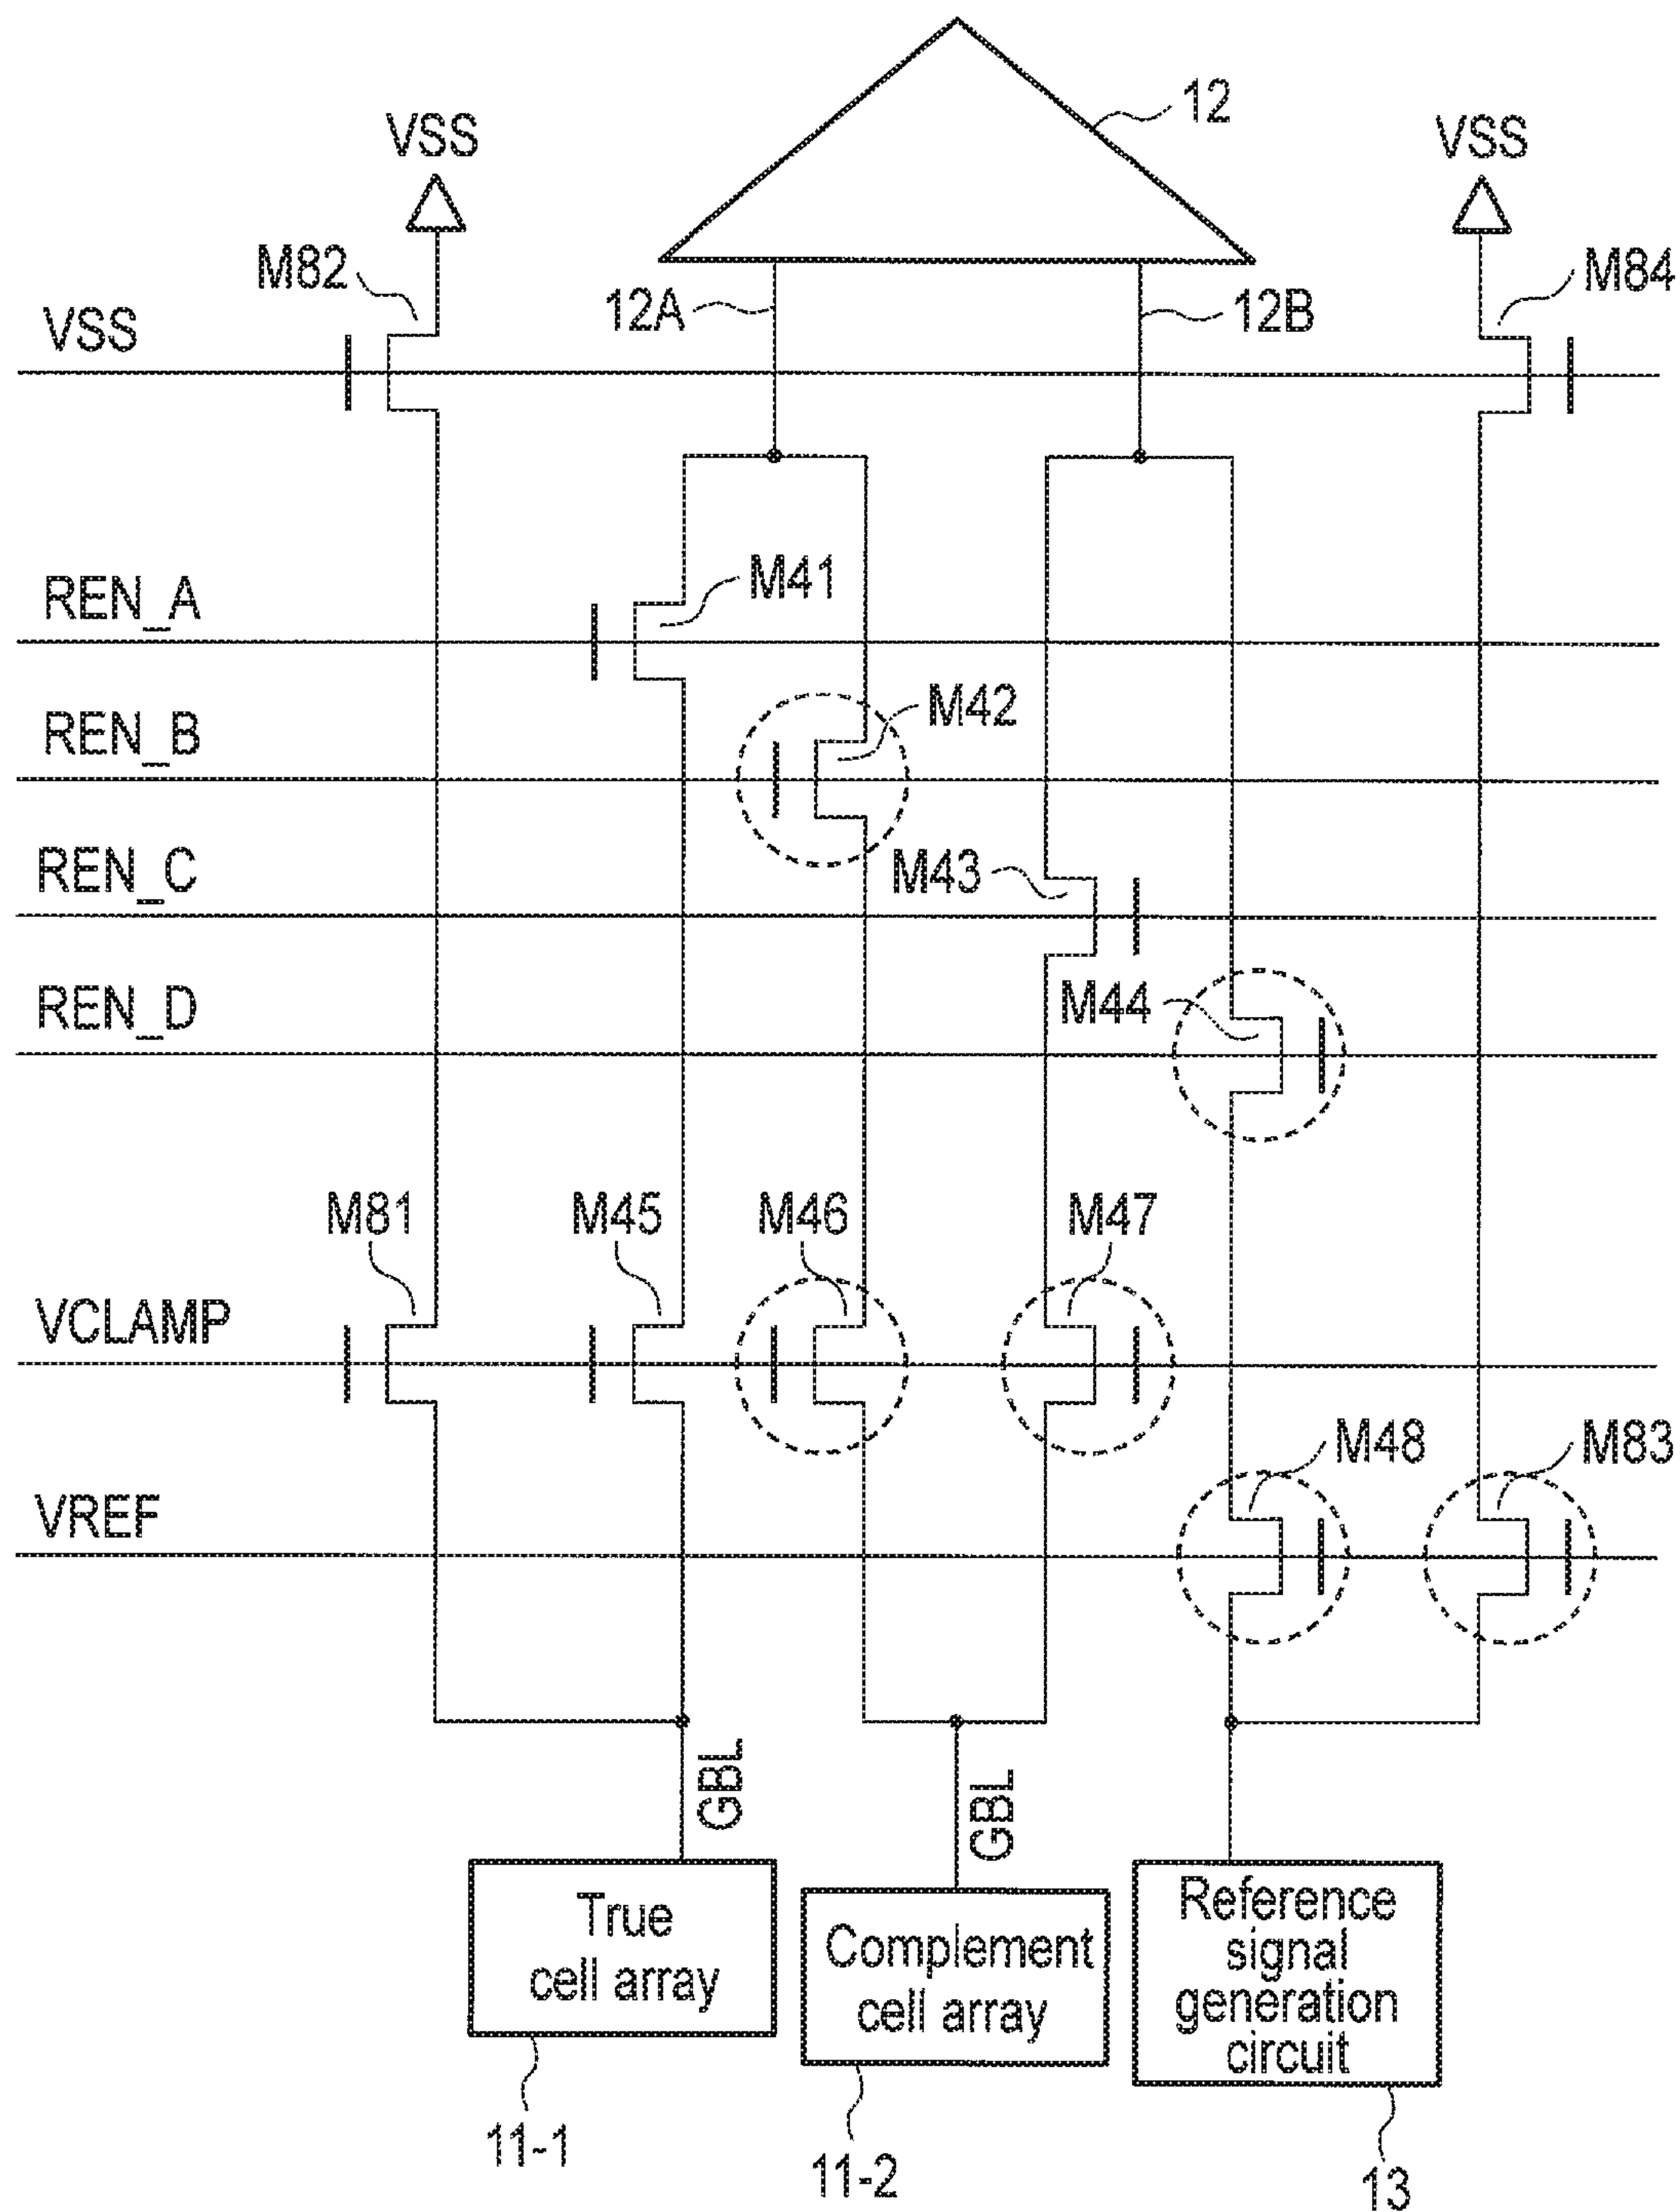 12
VSS
VSS
M82
M84
12A
12B
VSS
M41
REN_A
M42
REN_B
M43
REN_C
M44
REN_D
M81
M45
M46
M47
VCLAMP
M48
M83
VREF
GBL
GBL
True
cell array
Complement
cell array
Reference
signal
generation
circuit
11-1
11-2
13